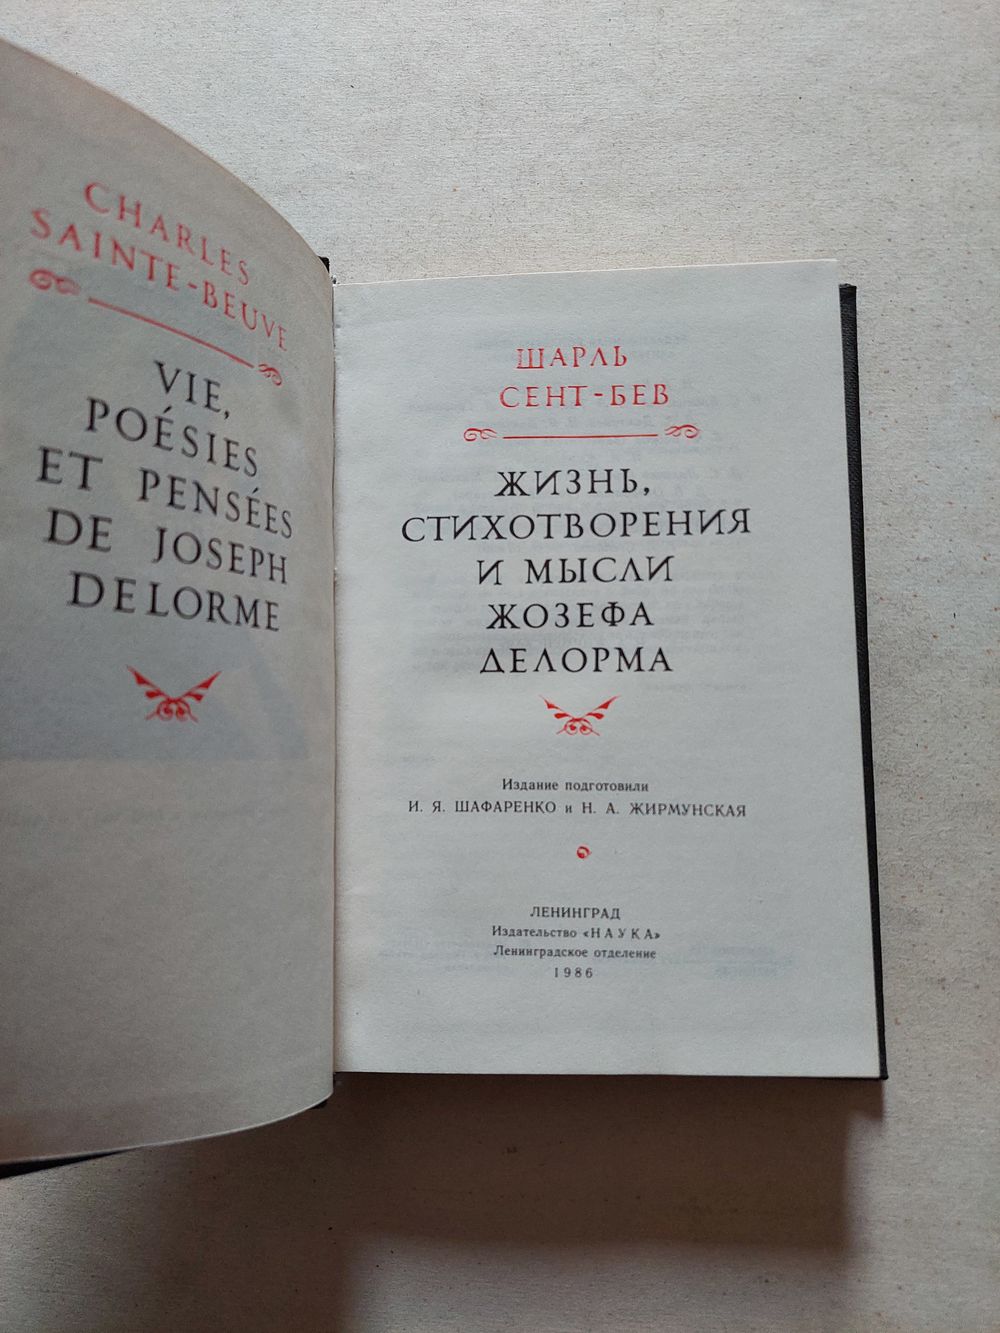 CHARLES
SAINTE-BEUVE
VIE,
POÉSIES
ET PENSÉES
DE JOSEPH
DELORME
ШАРЛЬ
СЕНТ-БЕВ
ЖИЗНЬ,
СТИХОТВОРЕНИЯ
И МЫСЛИ
ЖОЗЕФА
ДЕЛОРМА
Издание подготовили
И. Я. ШАФАРЕНКО и Н. А. ЖИРМУНСКАЯ
ЛЕНИНГРАД
Издательство «НАУКА»
Ленинградское отделение
1986